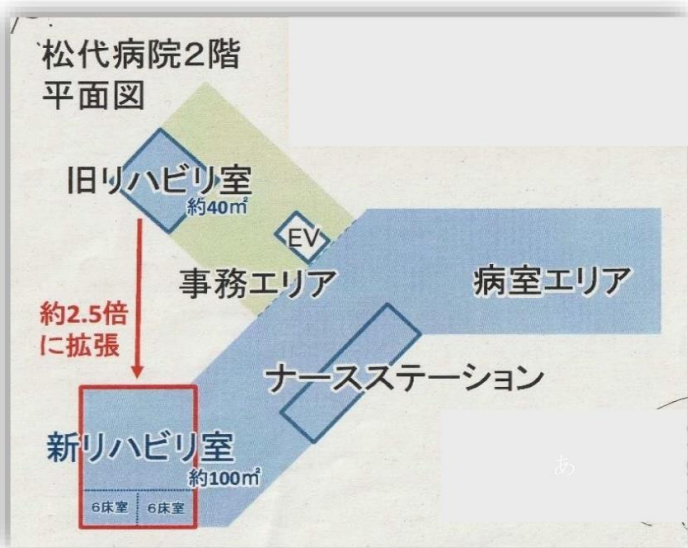 松代病院2階
平面図
旧リハビリ室
約40㎡
EV
事務エリア
病室エリア
約2.5倍
に拡張
ナースステーション
新リハビリ室
約100㎡
6床室 6床室
あ